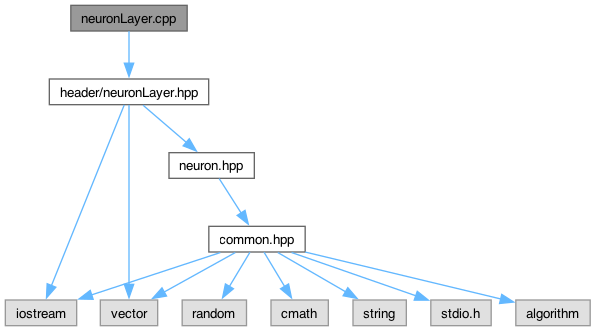 neuronLayer.cpp
header/neuronLayer.hpp
neuron.hpp
common.hpp
iostream
vector
random
cmath
string
stdio.h
algorithm